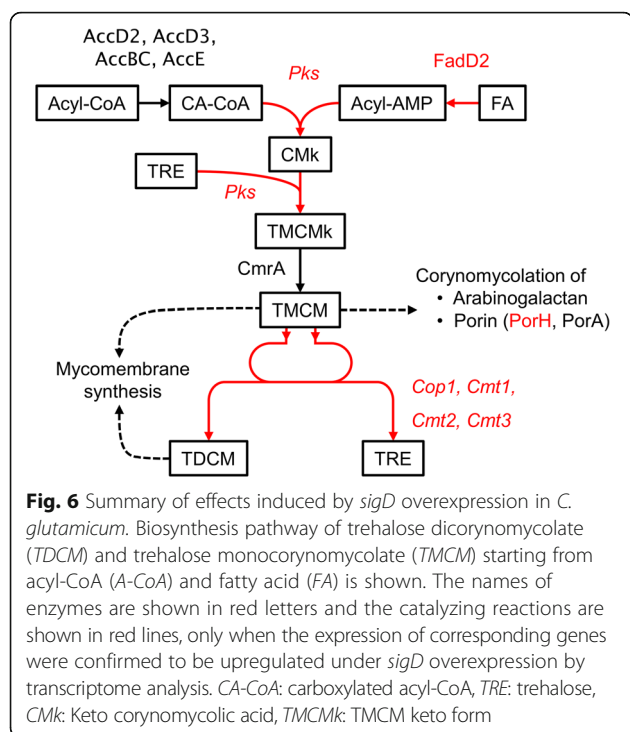 AccD2, AccD3,
AccBC, AccE
Pks
FadD2
Acyl-CoA
CA-CoA
Acyl-AMP
FA
CMk
TRE
Pks
TMCMk
CmrA
TMCM
Corynomycolation of
• Arabinogalactan
• Porin (PorH, PorA)
Mycomembrane
synthesis
Cop1, Cmt1,
Cmt2, Cmt3
TDCM
TRE
Fig. 6 Summary of effects induced by sigD overexpression in C.
glutamicum. Biosynthesis pathway of trehalose dicorynomycolate
(TDCM) and trehalose monocorynomycolate (TMCM) starting from
acyl-CoA (A-CoA) and fatty acid (FA) is shown. The names of
enzymes are shown in red letters and the catalyzing reactions are
shown in red lines, only when the expression of corresponding genes
were confirmed to be upregulated under sigD overexpression by
transcriptome analysis. CA-CoA: carboxylated acyl-CoA, TRE: trehalose,
CMk: Keto corynomycolic acid, TMCMk: TMCM keto form